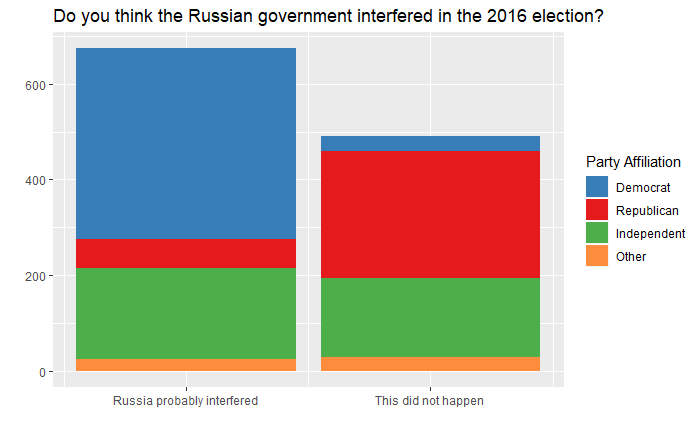 Do you think the Russian government interfered in the 2016 election?
600
400
200
0
Russia probably interfered
This did not happen
Party Affiliation
Democrat
Republican
Independent
Other